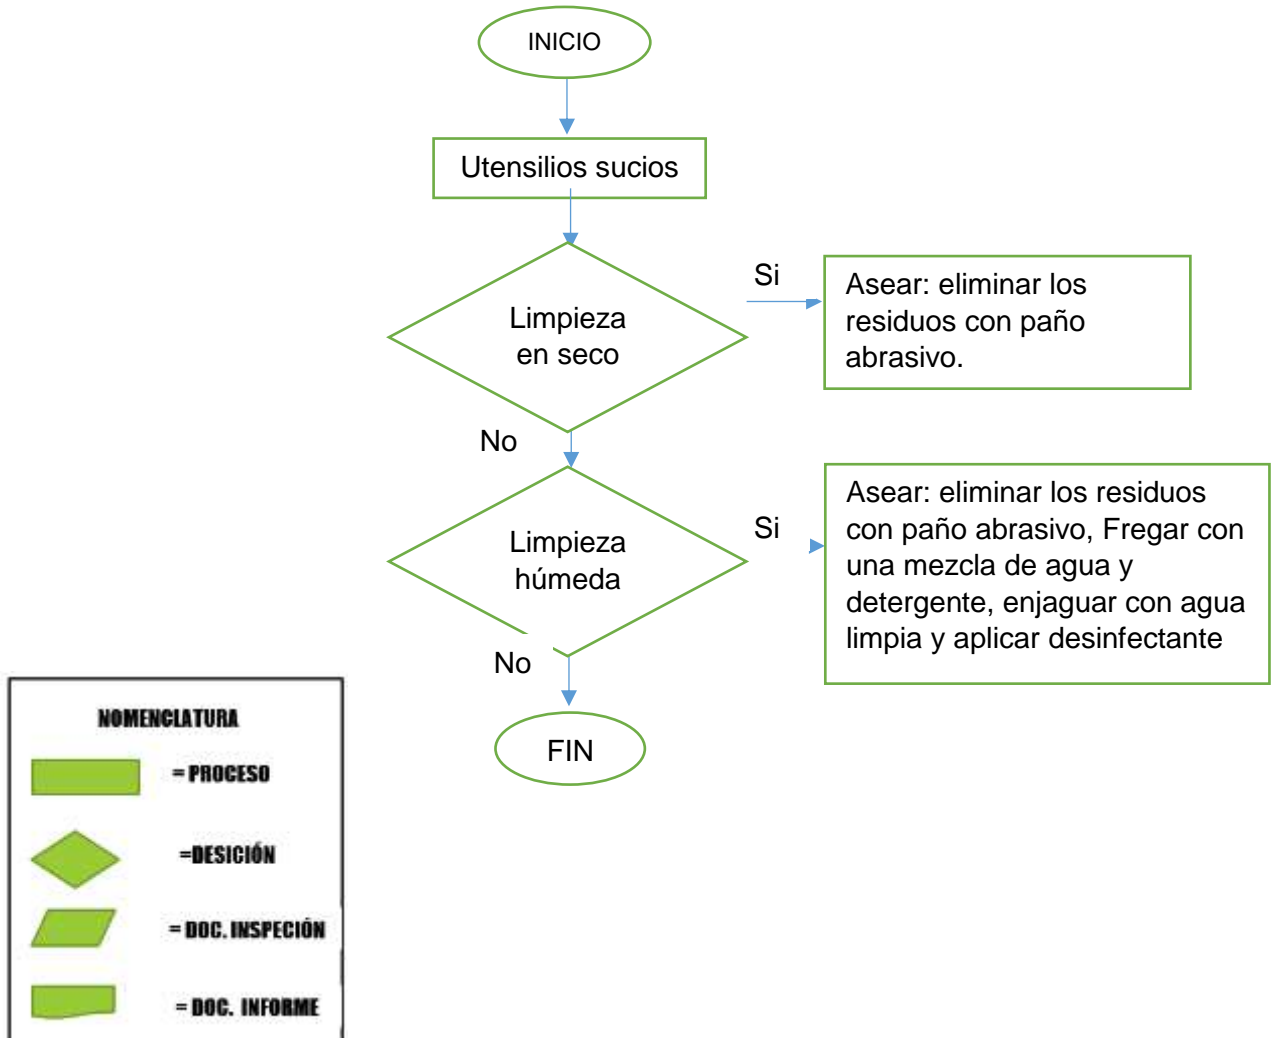 INICIO
Utensilios sucios
Limpieza
en seco
Si
Asear: eliminar los
residuos con paño
abrasivo.
No
Limpieza
húmeda
Si
Asear: eliminar los residuos
con paño abrasivo, Fregar con
una mezcla de agua y
detergente, enjaguar con agua
limpia y aplicar desinfectante
No
FIN
NOMENCLATURA
= PROCESO
=DESICIÓN
= DOC. INSPECIÓN
= DOC. INFORME